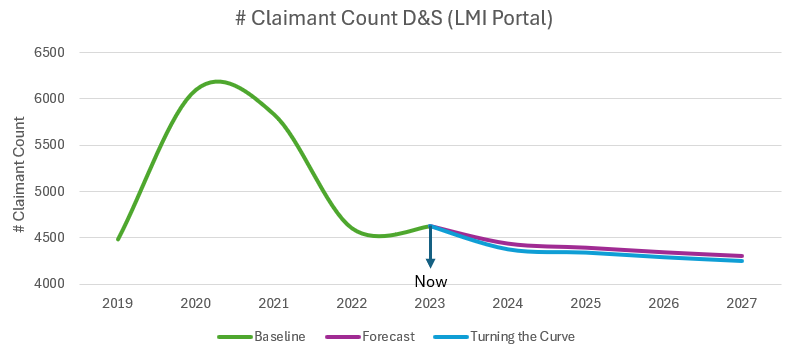 # Claimant Count D&S (LMI Portal)
6500
6000
5500
5000
4500
4000
# Claimant Count
Now
2019 2020 2021 2022 2023 2024 2025 2026 2027
Baseline Forecast Turning the Curve